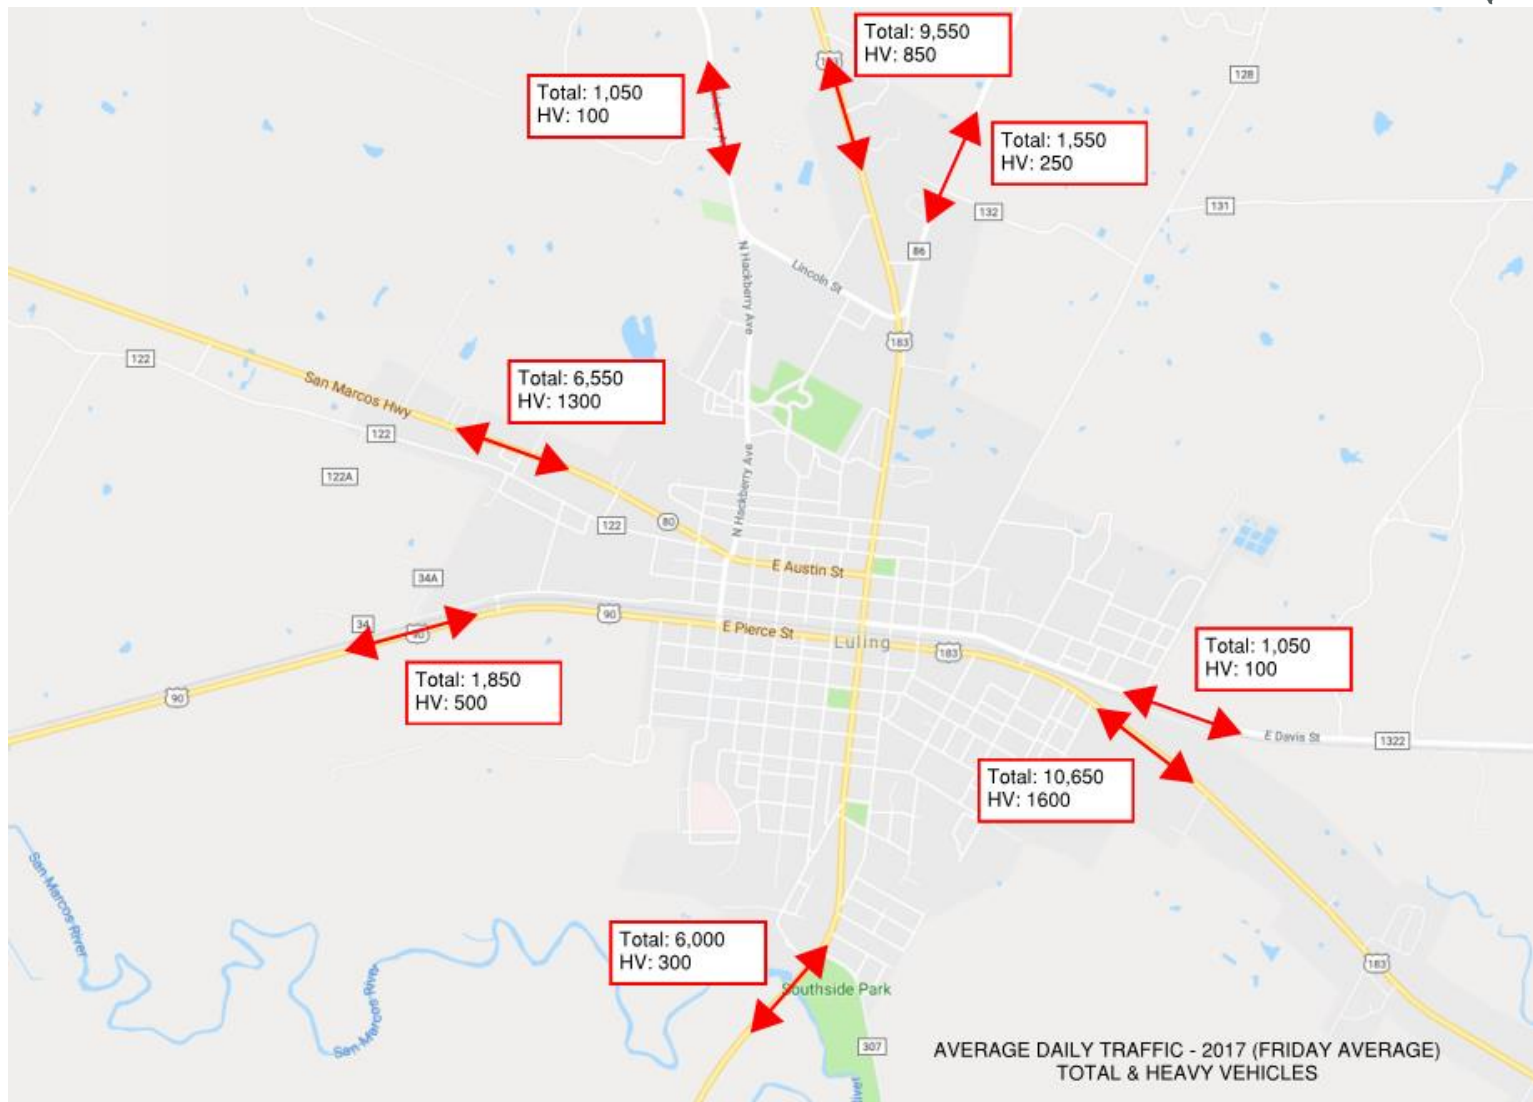 Total: 9,550
HV: 850
183
Total: 1,050
HV: 100
128
Total: 1,550
HV: 250
132
131
86
N Hackberry Ave
Lincoln St
183
122
San Marcos Hwy
Total: 6,550
HV: 1300
122
122A
N Hackberry Ave
122
80
E Austin St
34A
34
90
90
E Pierce St
Luling
183
Total: 1,050
HV: 100
Total: 1,850
HV: 500
90
E Davis St
1322
Total: 10,650
HV: 1600
San Marcos River
Total: 6,000
HV: 300
San Marcos River
183
Southside Park
307
AVERAGE DAILY TRAFFIC - 2017 (FRIDAY AVERAGE)
TOTAL & HEAVY VEHICLES